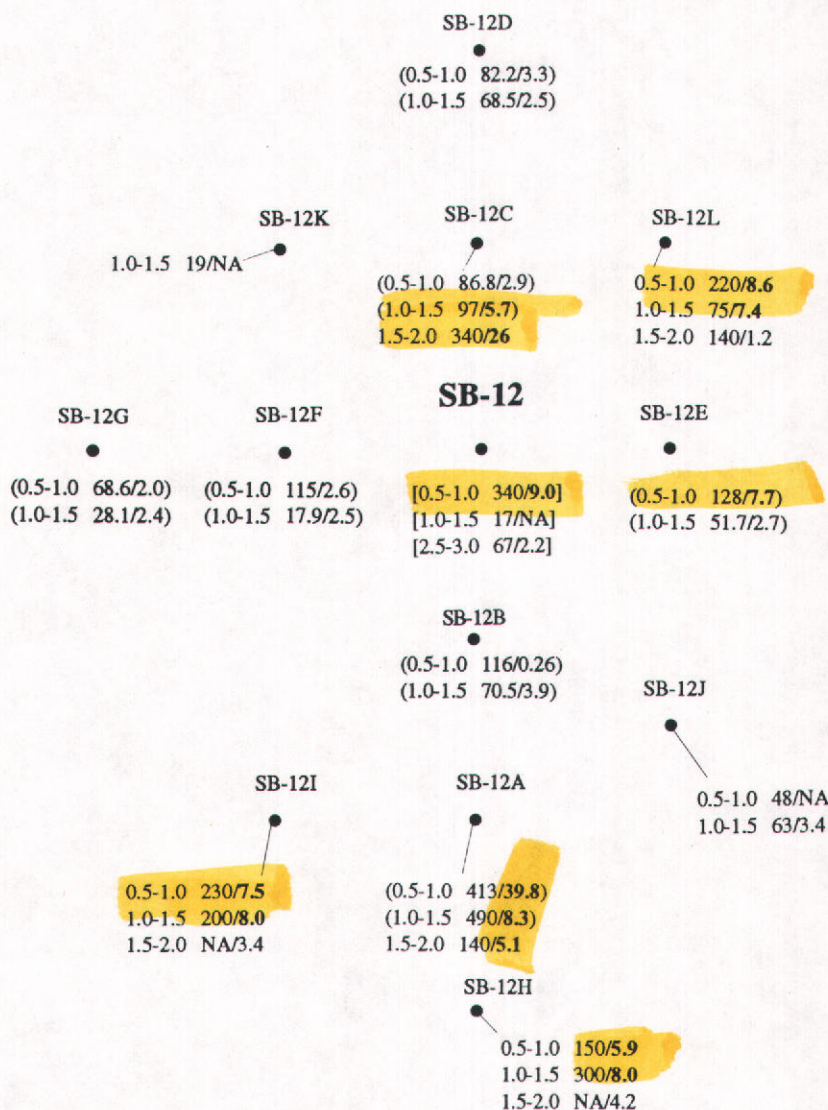 SB-12D
(0.5-1.0 82.2/3.3)
(1.0-1.5 68.5/2.5)
SB-12K
1.0-1.5 19/NA
SB-12C
(0.5-1.0 86.8/2.9)
(1.0-1.5 97/5.7)
1.5-2.0 340/26
SB-12L
0.5-1.0 220/8.6
1.0-1.5 75/7.4
1.5-2.0 140/1.2
SB-12G
(0.5-1.0 68.6/2.0)
(1.0-1.5 28.1/2.4)
SB-12F
(0.5-1.0 115/2.6)
(1.0-1.5 17.9/2.5)
SB-12
[0.5-1.0 340/9.0]
[1.0-1.5 17/NA]
[2.5-3.0 67/2.2]
SB-12E
(0.5-1.0 128/7.7)
(1.0-1.5 51.7/2.7)
SB-12B
(0.5-1.0 116/0.26)
(1.0-1.5 70.5/3.9)
SB-12J
0.5-1.0 48/NA
1.0-1.5 63/3.4
SB-12I
0.5-1.0 230/7.5
1.0-1.5 200/8.0
1.5-2.0 NA/3.4
SB-12A
(0.5-1.0 413/39.8)
(1.0-1.5 490/8.3)
1.5-2.0 140/5.1
SB-12H
0.5-1.0 150/5.9
1.0-1.5 300/8.0
1.5-2.0 NA/4.2